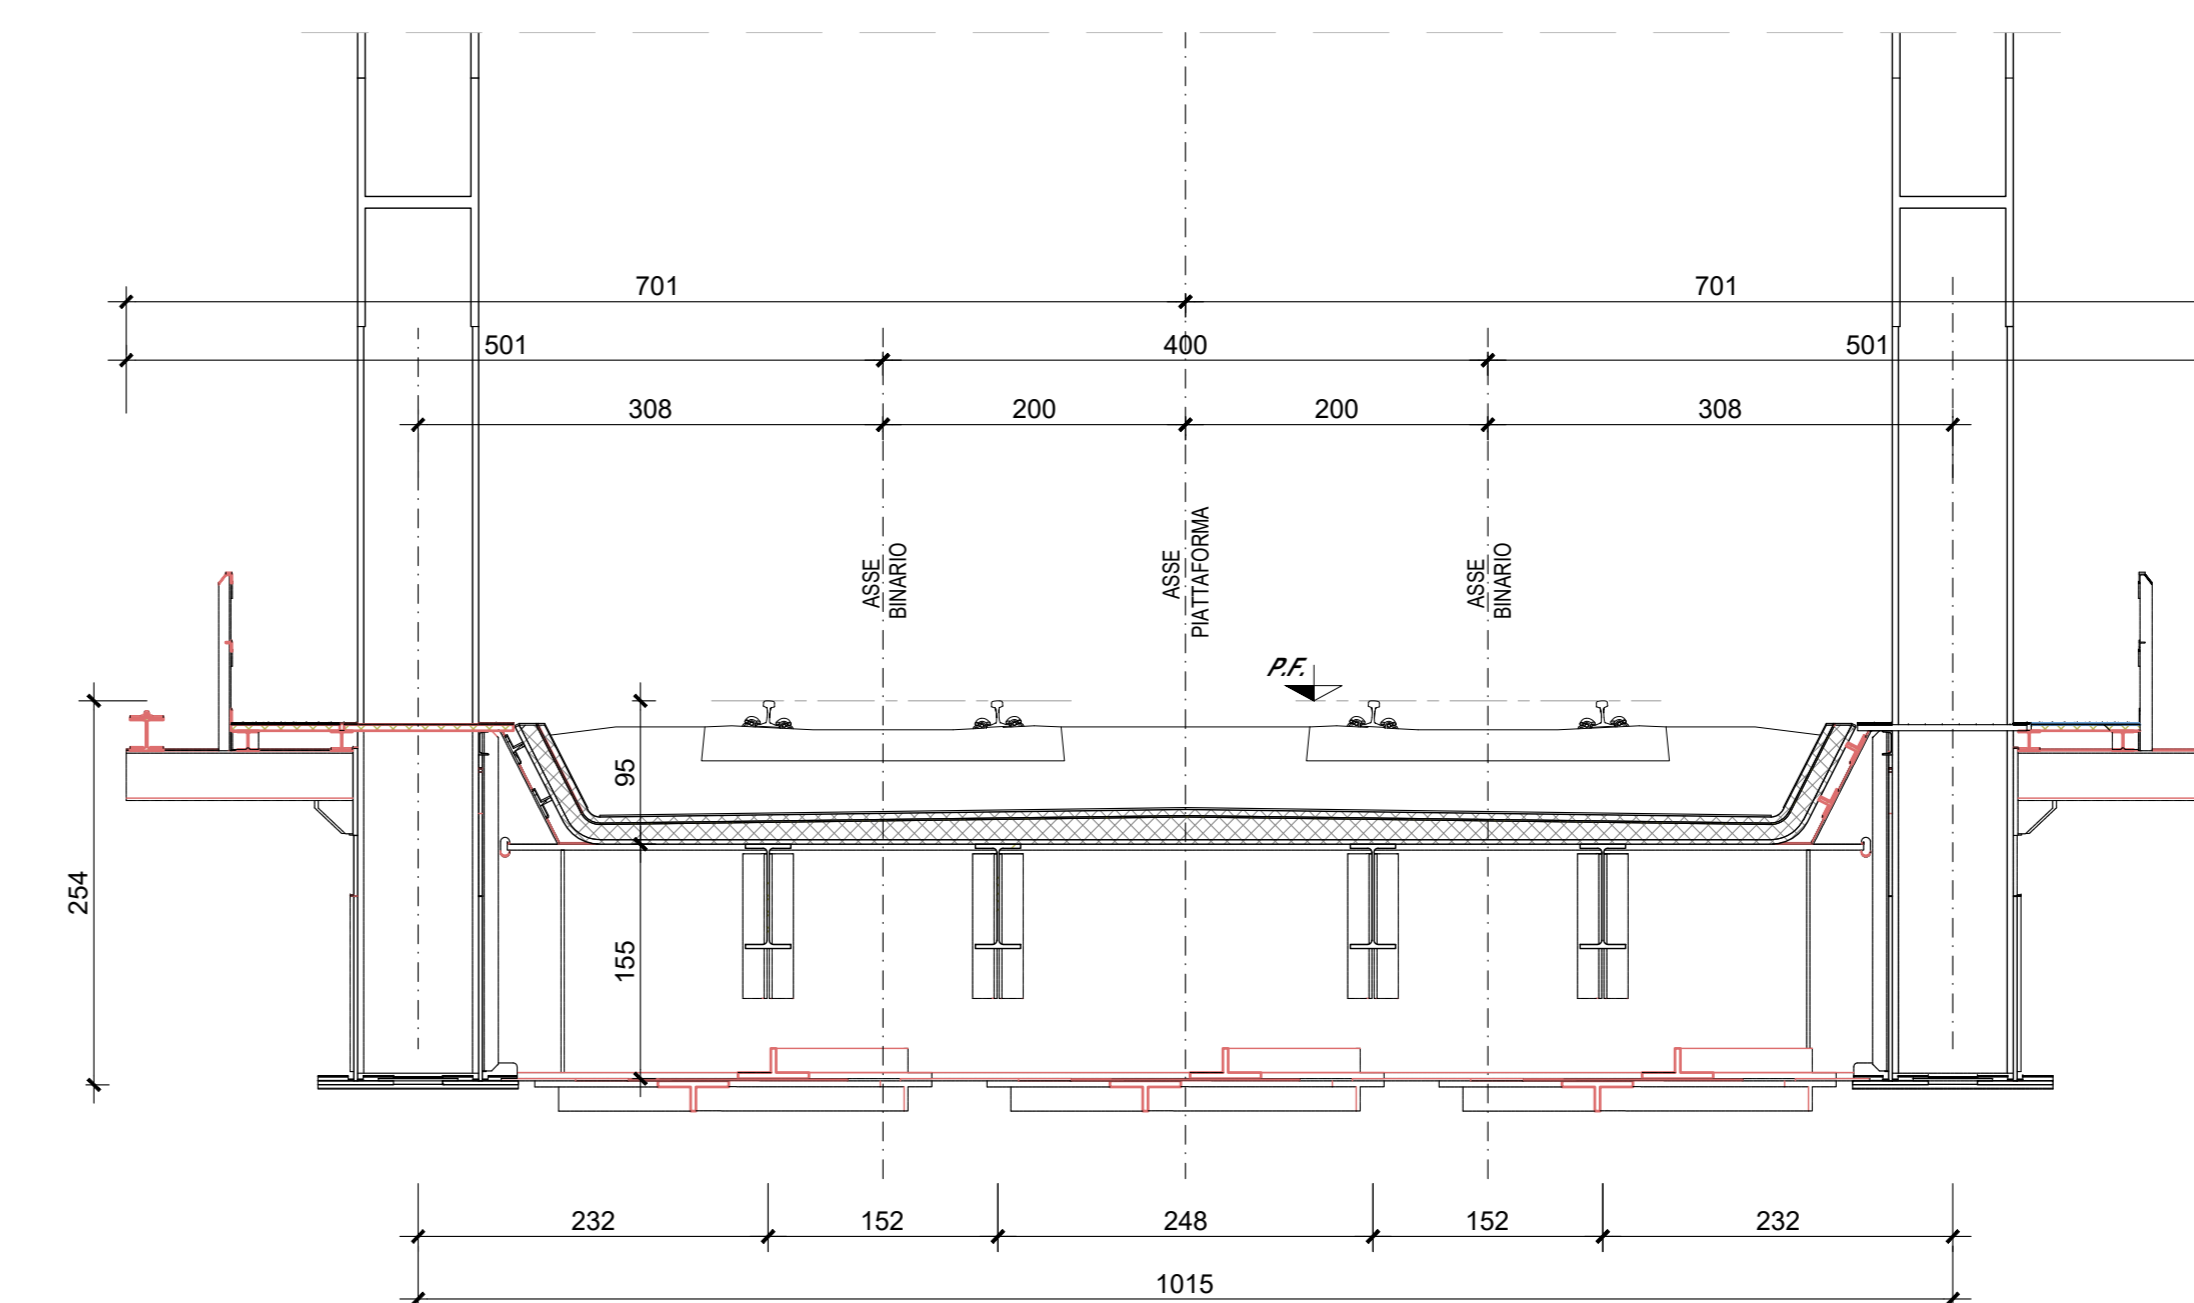 701 701
501 400 501
308 200 200 308
ASSE
BINARIO
ASSE
PIATTAFORMA
ASSE
BINARIO
P.F.
95
254
155
232 152 248 152 232
1015